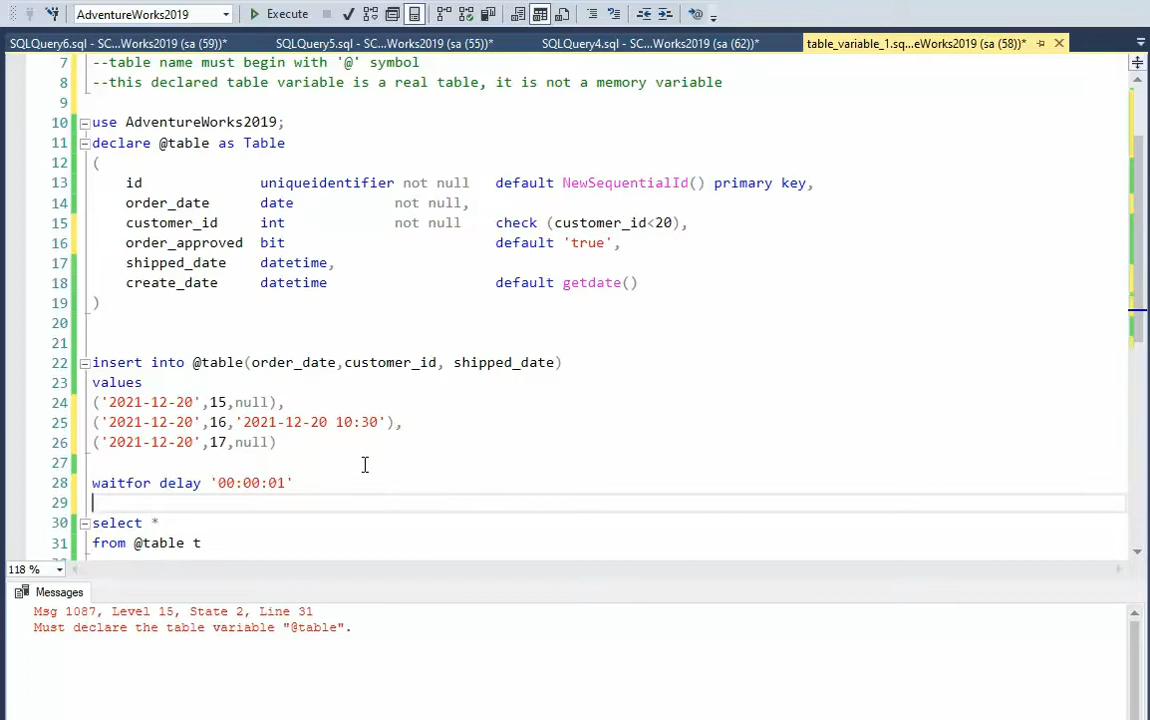 AdventureWorks2019 Execute
SQLQuery6.sql - SC...Works2019 (sa (59))* SQLQuery5.sql - SC...Works2019 (sa (55))* SQLQuery4.sql - SC...Works2019 (sa (62))* table_variable_1.sq...eWorks2019 (sa (58))*
7 --table name must begin with '@' symbol
8 --this declared table variable is a real table, it is not a memory variable
9
10 use AdventureWorks2019;
11 declare @table as Table
12 (
13 id uniqueidentifier not null default NewSequentialId() primary key,
14 order_date date not null,
15 customer_id int not null check (customer_id<20),
16 order_approved bit default 'true',
17 shipped_date datetime,
18 create_date datetime default getdate()
19 )
20
21
22 insert into @table(order_date,customer_id, shipped_date)
23 values
24 ('2021-12-20',15,null),
25 ('2021-12-20',16,'2021-12-20 10:30'),
26 ('2021-12-20',17,null)
27
28 waitfor delay '00:00:01'
29
30 select *
31 from @table t
118 %
Messages
Msg 1087, Level 15, State 2, Line 31
Must declare the table variable "@table".